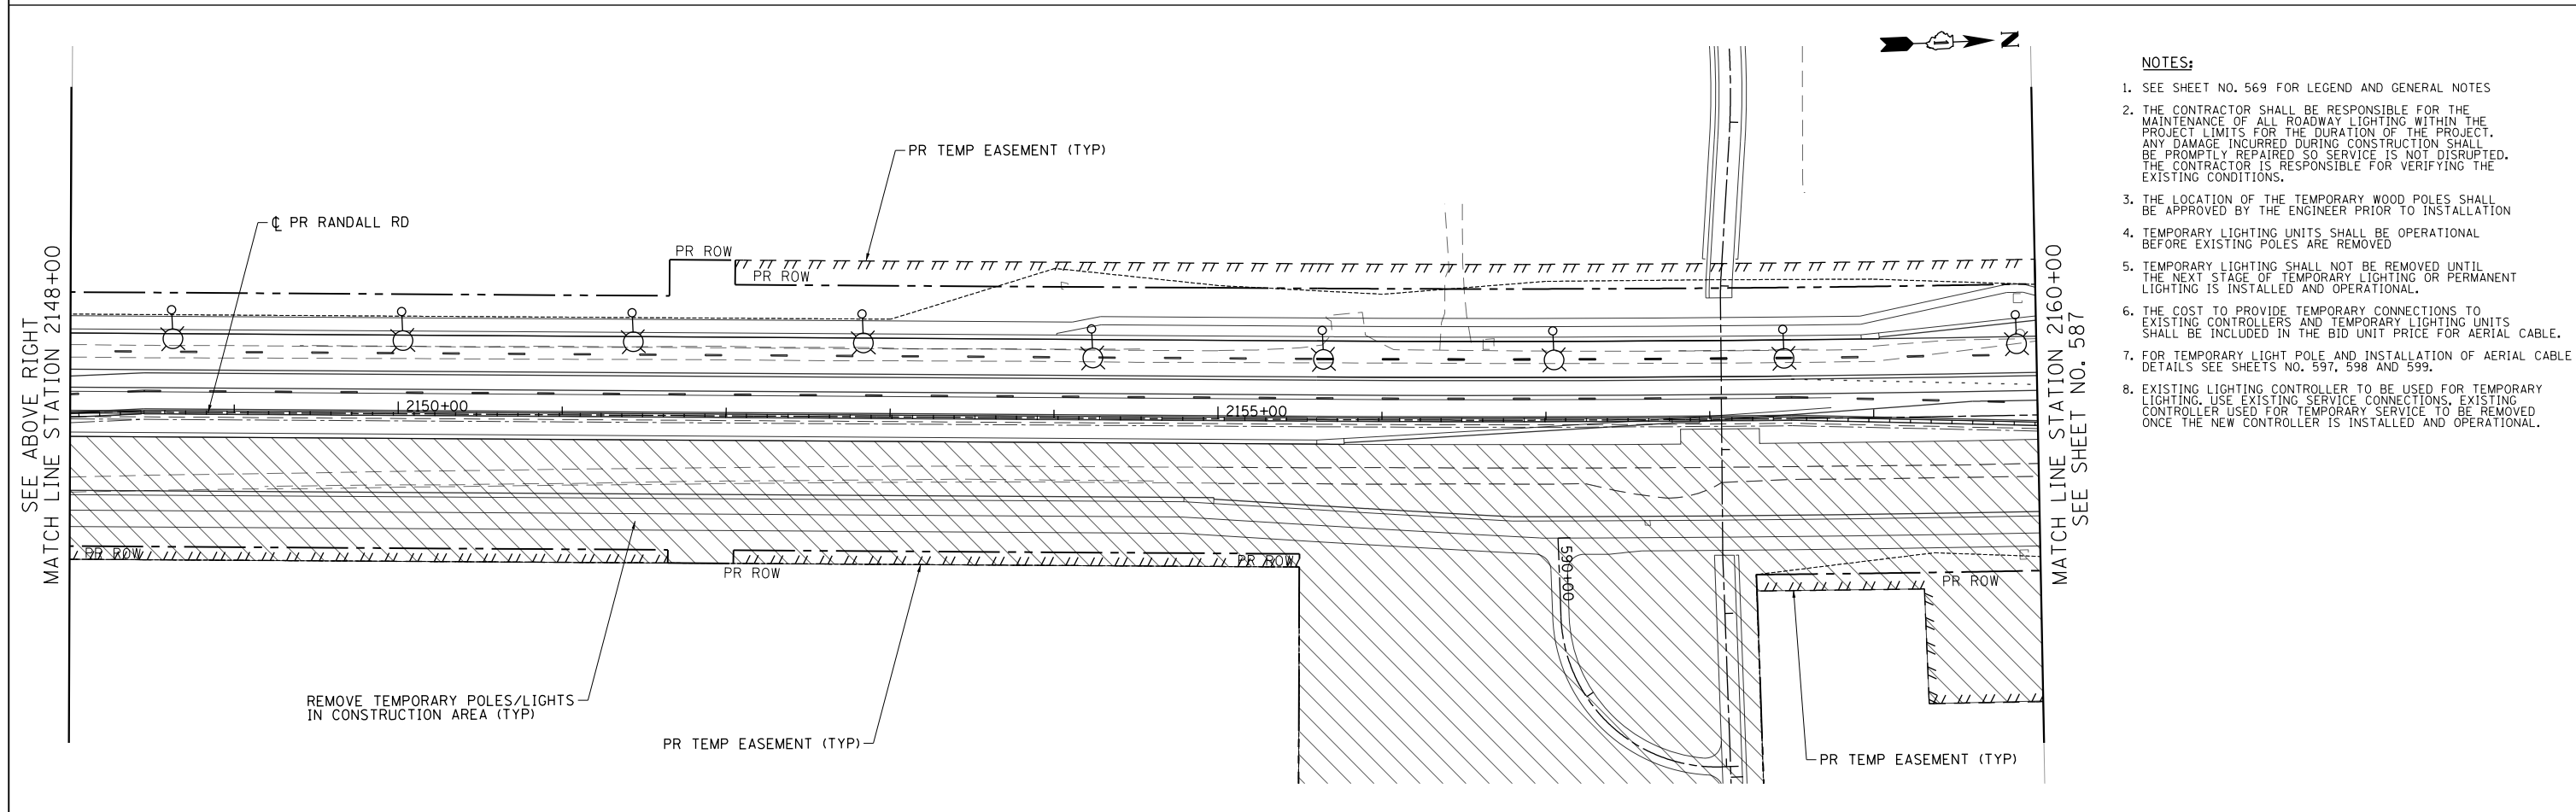 N
PR TEMP EASEMENT (TYP)
℄ PR RANDALL RD
PR ROW
PR ROW
SEE ABOVE RIGHT
MATCH LINE STATION 2148+00
2150+00
2155+00
MATCH LINE STATION 2160+00
SEE SHEET NO. 587
PR ROW
PR ROW
PR ROW
590+00
PR ROW
REMOVE TEMPORARY POLES/LIGHTS
IN CONSTRUCTION AREA (TYP)
PR TEMP EASEMENT (TYP)
PR TEMP EASEMENT (TYP)
NOTES:
1. SEE SHEET NO. 569 FOR LEGEND AND GENERAL NOTES
2. THE CONTRACTOR SHALL BE RESPONSIBLE FOR THE
MAINTENANCE OF ALL ROADWAY LIGHTING WITHIN THE
PROJECT LIMITS FOR THE DURATION OF THE PROJECT.
ANY DAMAGE INCURRED DURING CONSTRUCTION SHALL
BE PROMPTLY REPAIRED SO SERVICE IS NOT DISRUPTED.
THE CONTRACTOR IS RESPONSIBLE FOR VERIFYING THE
EXISTING CONDITIONS.
3. THE LOCATION OF THE TEMPORARY WOOD POLES SHALL
BE APPROVED BY THE ENGINEER PRIOR TO INSTALLATION
4. TEMPORARY LIGHTING UNITS SHALL BE OPERATIONAL
BEFORE EXISTING POLES ARE REMOVED
5. TEMPORARY LIGHTING SHALL NOT BE REMOVED UNTIL
THE NEXT STAGE OF TEMPORARY LIGHTING OR PERMANENT
LIGHTING IS INSTALLED AND OPERATIONAL.
6. THE COST TO PROVIDE TEMPORARY CONNECTIONS TO
EXISTING CONTROLLERS AND TEMPORARY LIGHTING UNITS
SHALL BE INCLUDED IN THE BID UNIT PRICE FOR AERIAL CABLE.
7. FOR TEMPORARY LIGHT POLE AND INSTALLATION OF AERIAL CABLE
DETAILS SEE SHEETS NO. 597, 598 AND 599.
8. EXISTING LIGHTING CONTROLLER TO BE USED FOR TEMPORARY
LIGHTING. USE EXISTING SERVICE CONNECTIONS. EXISTING
CONTROLLER USED FOR TEMPORARY SERVICE TO BE REMOVED
ONCE THE NEW CONTROLLER IS INSTALLED AND OPERATIONAL.